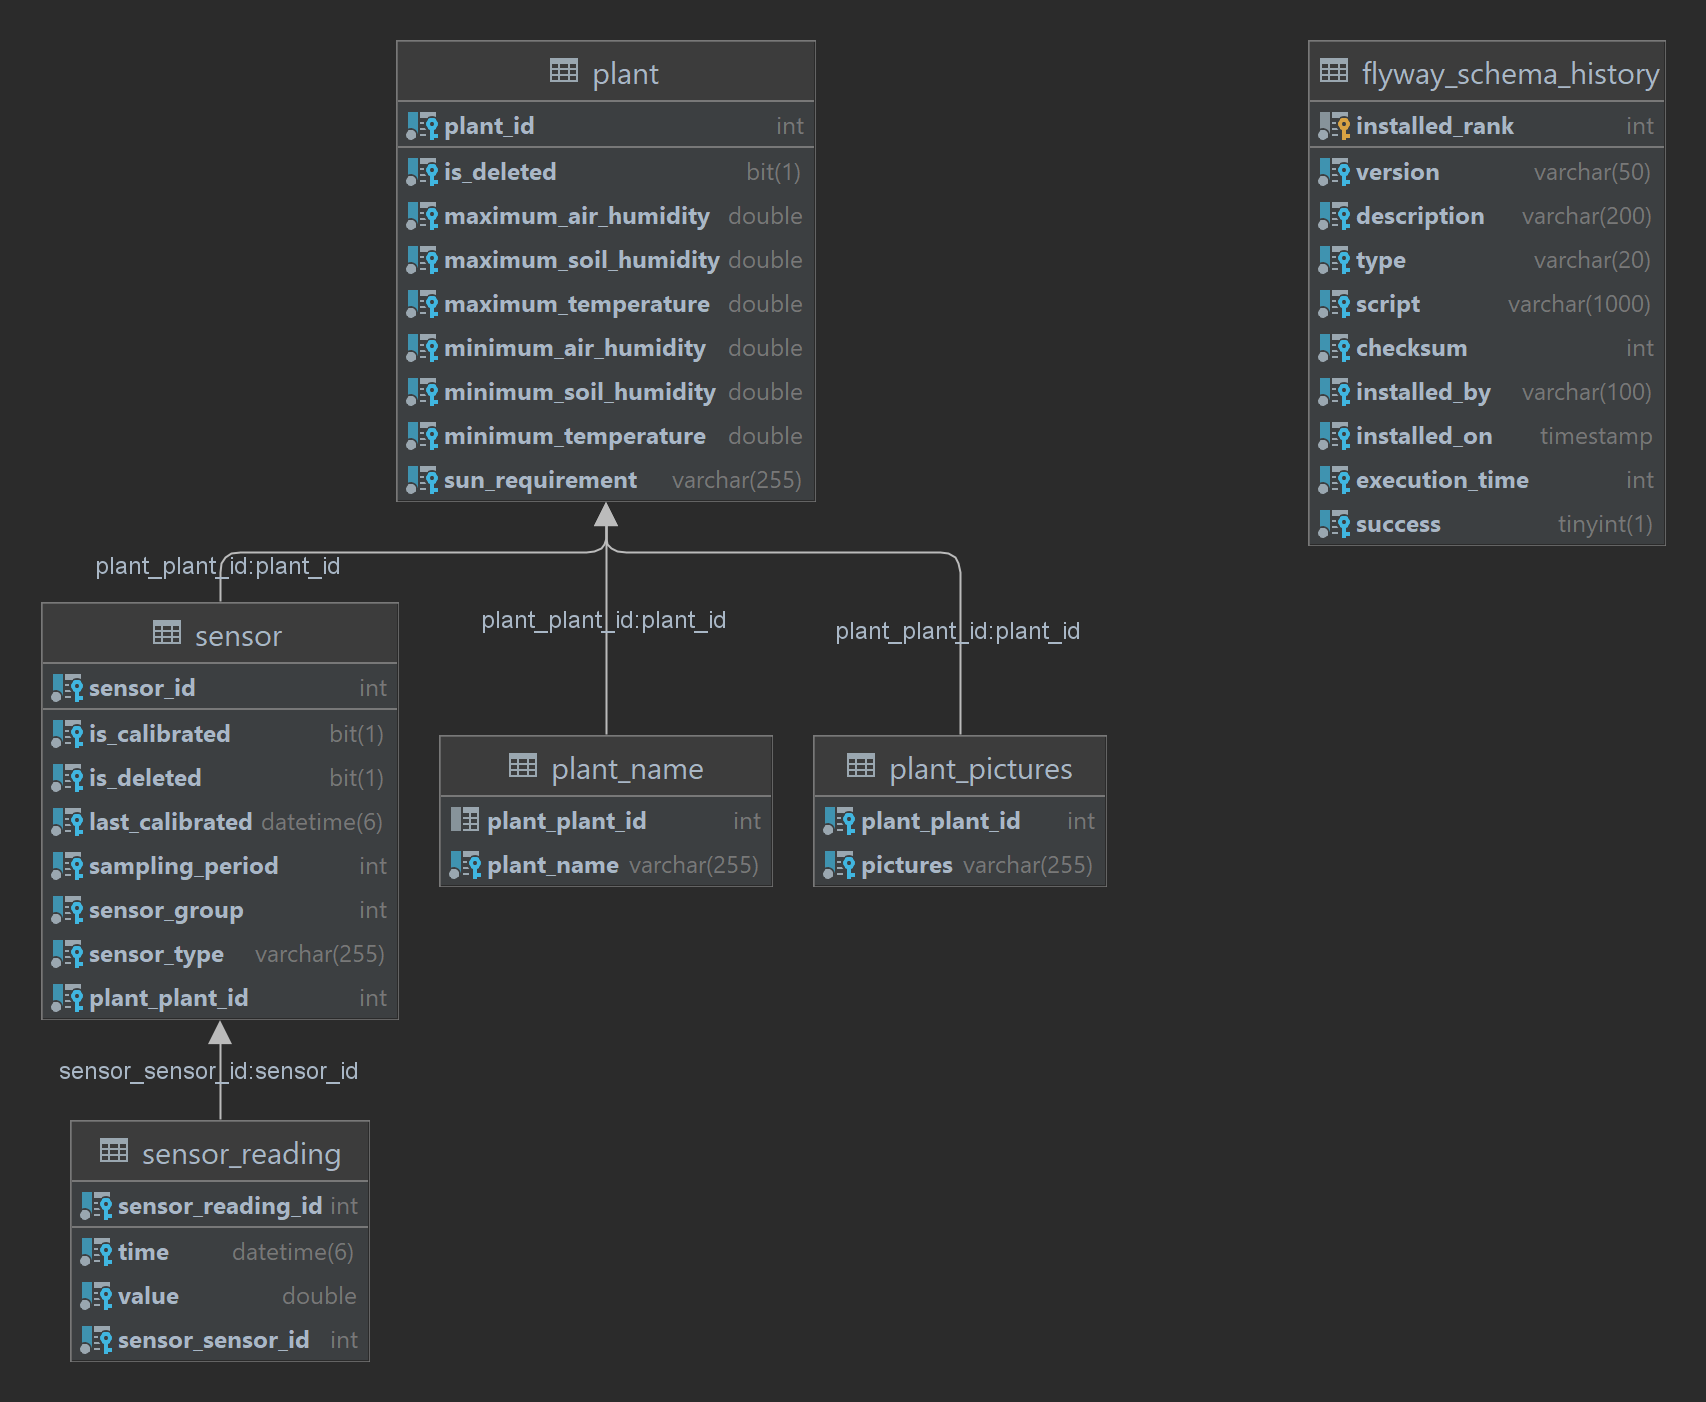 plant
plant_id int
is_deleted bit(1)
maximum_air_humidity double
maximum_soil_humidity double
maximum_temperature double
minimum_air_humidity double
minimum_soil_humidity double
minimum_temperature double
sun_requirement varchar(255)
flyway_schema_history
installed_rank int
version varchar(50)
description varchar(200)
type varchar(20)
script varchar(1000)
checksum int
installed_by varchar(100)
installed_on timestamp
execution_time int
success tinyint(1)
plant_plant_id:plant_id
plant_plant_id:plant_id
plant_plant_id:plant_id
sensor
sensor_id int
is_calibrated bit(1)
is_deleted bit(1)
last_calibrated datetime(6)
sampling_period int
sensor_group int
sensor_type varchar(255)
plant_plant_id int
plant_name
plant_plant_id int
plant_name varchar(255)
plant_pictures
plant_plant_id int
pictures varchar(255)
sensor_sensor_id:sensor_id
sensor_reading
sensor_reading_id int
time datetime(6)
value double
sensor_sensor_id int